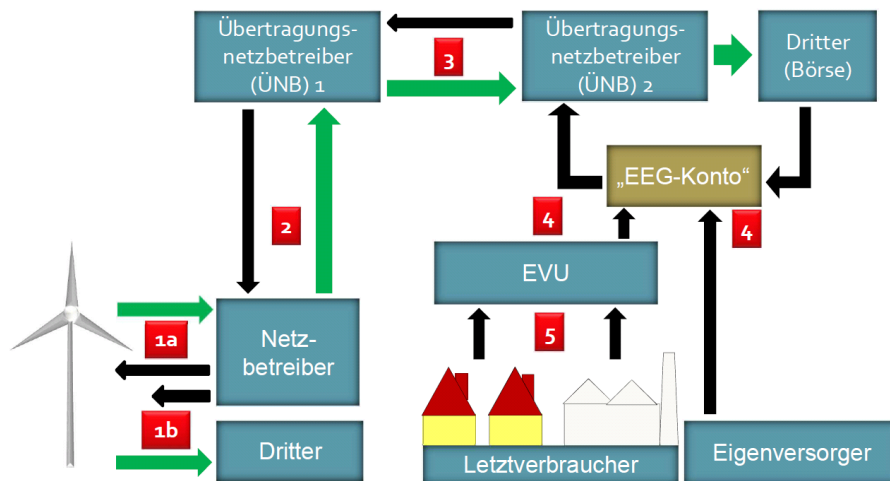 Übertragungs-
netzbetreiber
(ÜNB) 1
3
Übertragungs-
netzbetreiber
(ÜNB) 2
Dritter
(Börse)
„EEG-Konto“
2
4
4
EVU
1a
Netz-
betreiber
5
1b
Dritter
Letztverbraucher
Eigenversorger